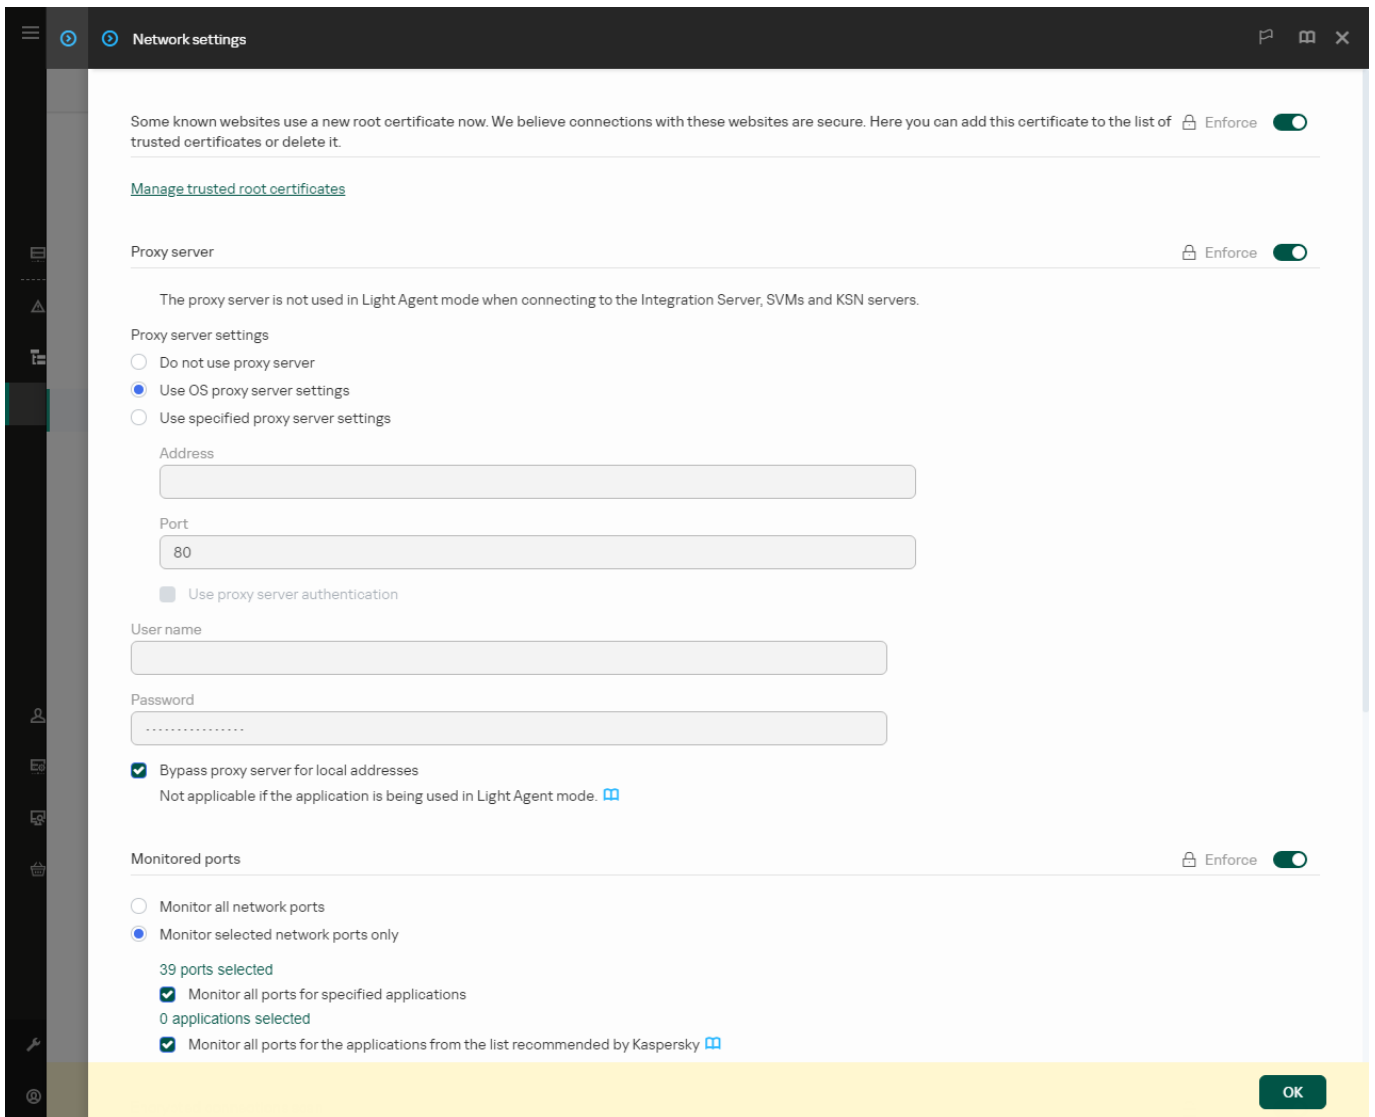 Network settings
Some known websites use a new root certificate now. We believe connections with these websites are secure. Here you can add this certificate to the list of
trusted certificates or delete it.
Enforce
Manage trusted root certificates
Proxy server
Enforce
The proxy server is not used in Light Agent mode when connecting to the Integration Server, SVMs and KSN servers.
Proxy server settings
Do not use proxy server
Use OS proxy server settings
Use specified proxy server settings
Address
Port
80
Use proxy server authentication
User name
Password
················
Bypass proxy server for local addresses
Not applicable if the application is being used in Light Agent mode.
Monitored ports
Enforce
Monitor all network ports
Monitor selected network ports only
39 ports selected
Monitor all ports for specified applications
0 applications selected
Monitor all ports for the applications from the list recommended by Kaspersky
OK